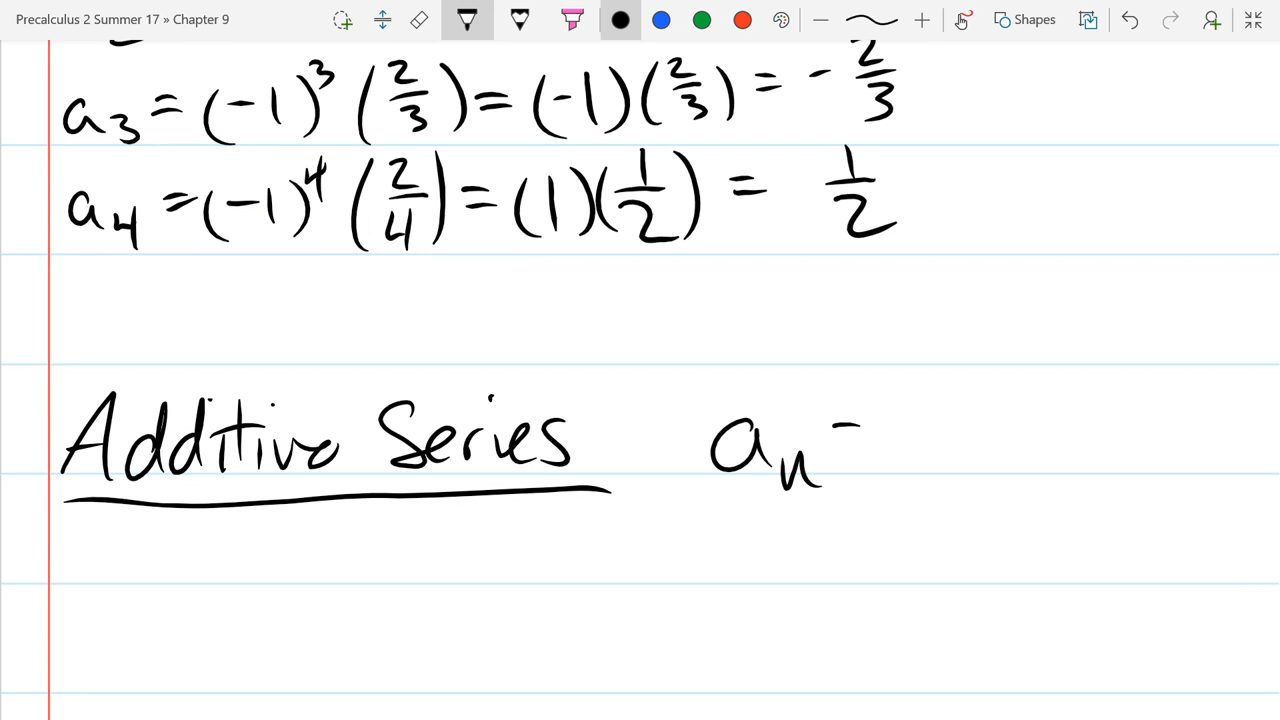 Precalculus 2 Summer 17 » Chapter 9
Shapes
a₃ = (-1)³ (2/3) = (-1)(2/3) = - 2/3
a₄ = (-1)⁴ (2/4) = (1)(1/2) = 1/2
Additive Series aₙ -